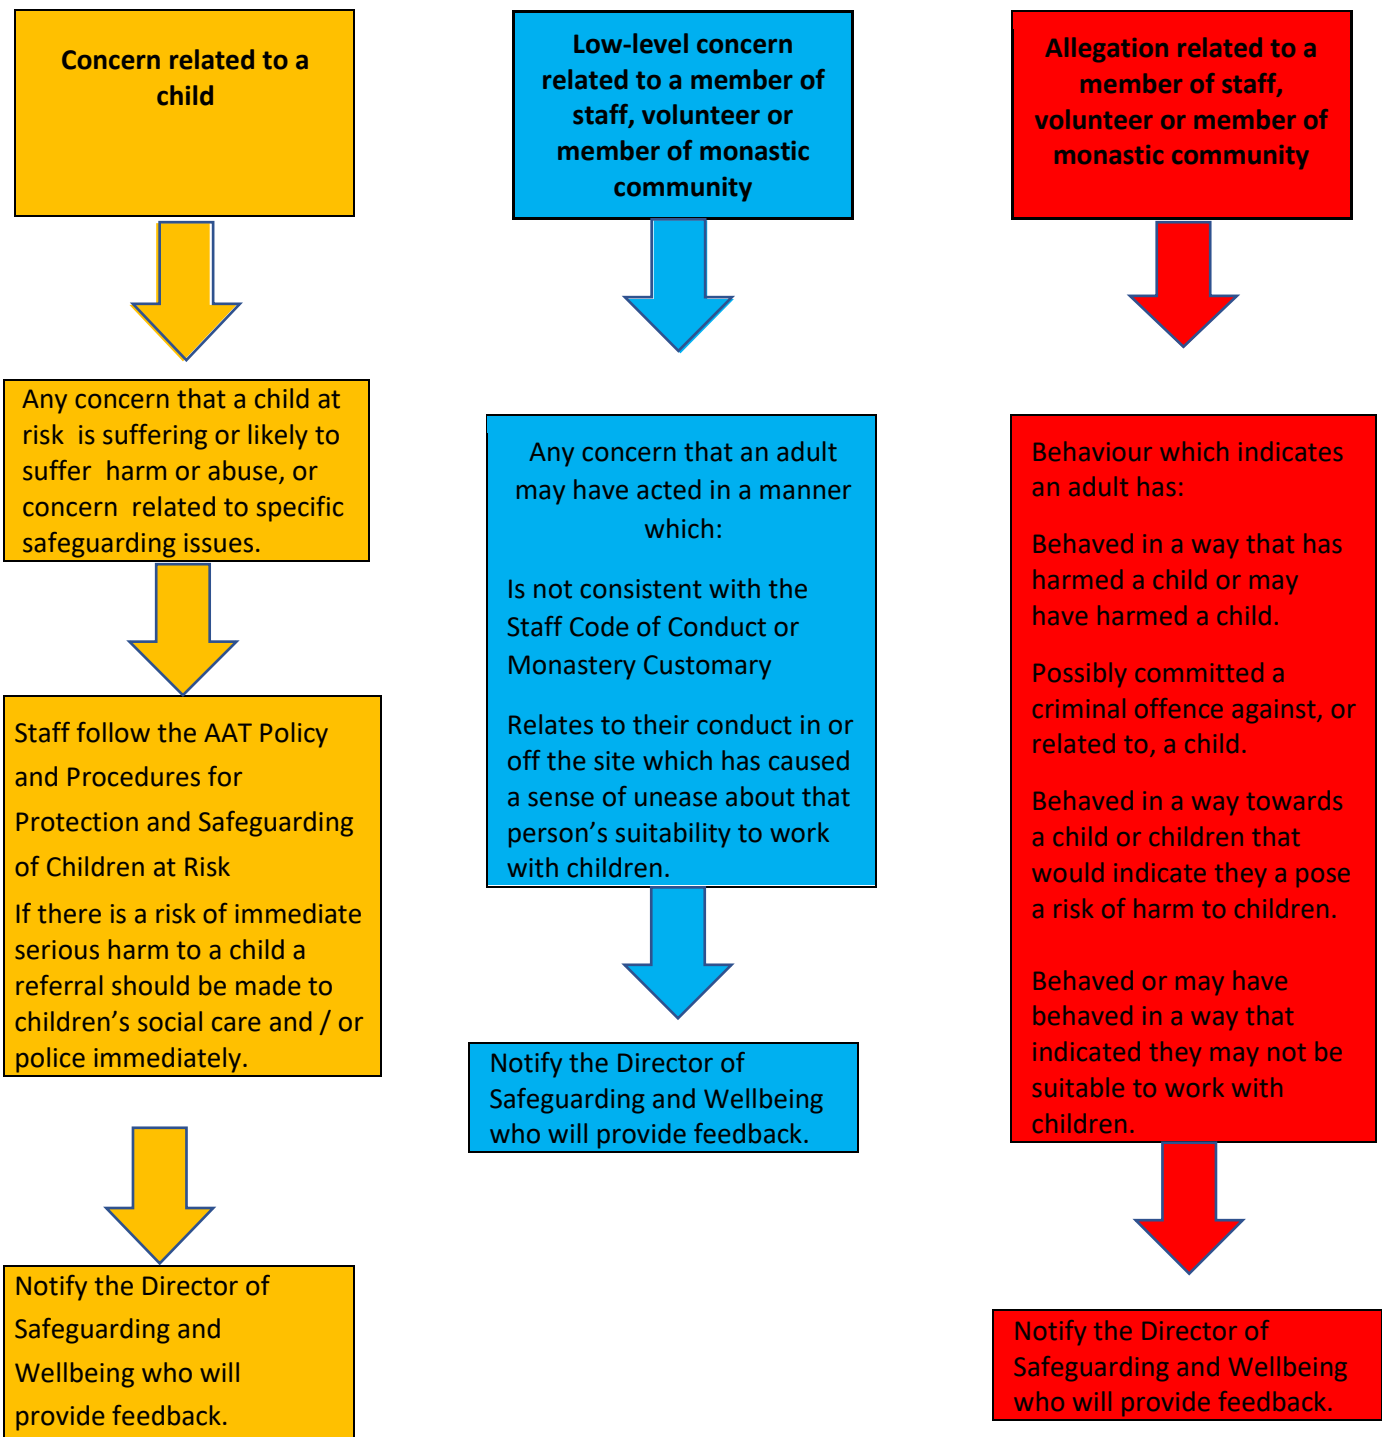 Concern related to a
child
Any concern that a child at
risk is suffering or likely to
suffer harm or abuse, or
concern related to specific
safeguarding issues.
Staff follow the AAT Policy
and Procedures for
Protection and Safeguarding
of Children at Risk
If there is a risk of immediate
serious harm to a child a
referral should be made to
children’s social care and / or
police immediately.
Notify the Director of
Safeguarding and
Wellbeing who will
provide feedback.
Low-level concern
related to a member of
staff, volunteer or
member of monastic
community
Any concern that an adult
may have acted in a manner
which:
Is not consistent with the
Staff Code of Conduct or
Monastery Customary
Relates to their conduct in or
off the site which has caused
a sense of unease about that
person’s suitability to work
with children.
Notify the Director of
Safeguarding and Wellbeing
who will provide feedback.
Allegation related to a
member of staff,
volunteer or member of
monastic community
Behaviour which indicates
an adult has:
Behaved in a way that has
harmed a child or may
have harmed a child.
Possibly committed a
criminal offence against, or
related to, a child.
Behaved in a way towards
a child or children that
would indicate they a pose
a risk of harm to children.
Behaved or may have
behaved in a way that
indicated they may not be
suitable to work with
children.
Notify the Director of
Safeguarding and Wellbeing
who will provide feedback.